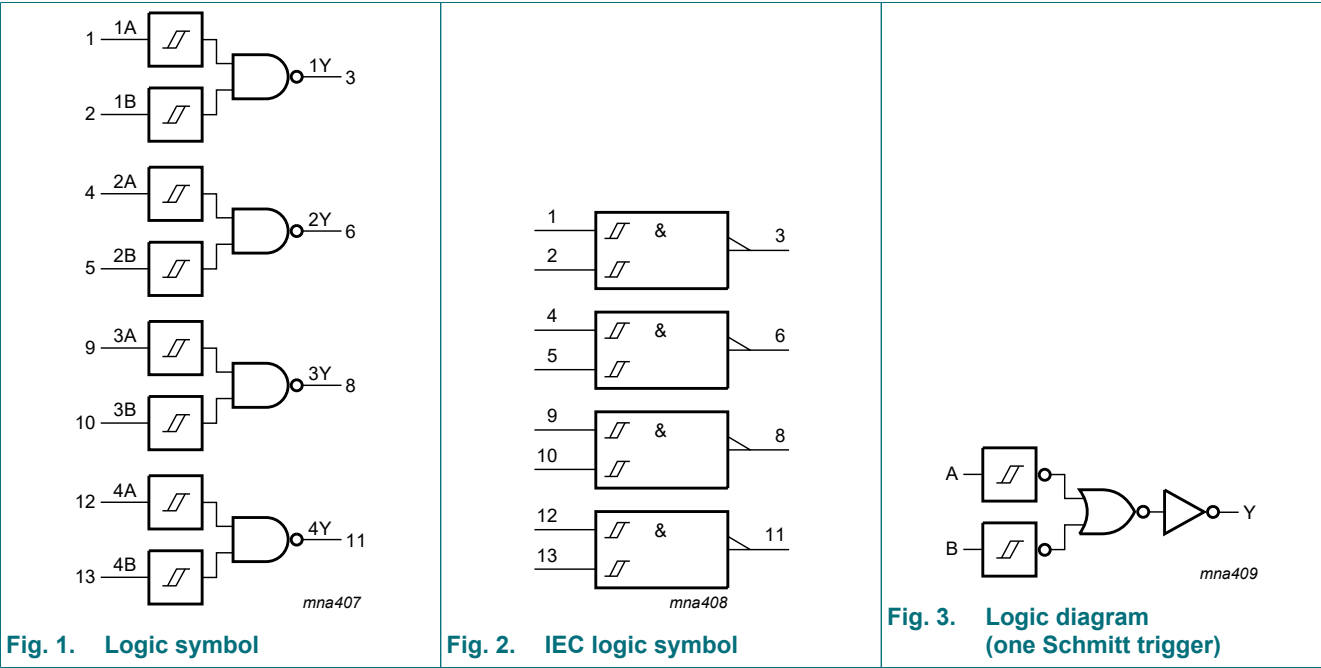 1A
1
1Y
3
1B
2
2A
4
2Y
6
2B
5
3A
9
3Y
8
3B
10
4A
12
4Y
11
4B
13
mna407
Fig. 1. Logic symbol
1
&
3
2
4
&
6
5
9
&
8
10
12
&
11
13
mna408
Fig. 2. IEC logic symbol
A
Y
B
mna409
Fig. 3. Logic diagram
(one Schmitt trigger)